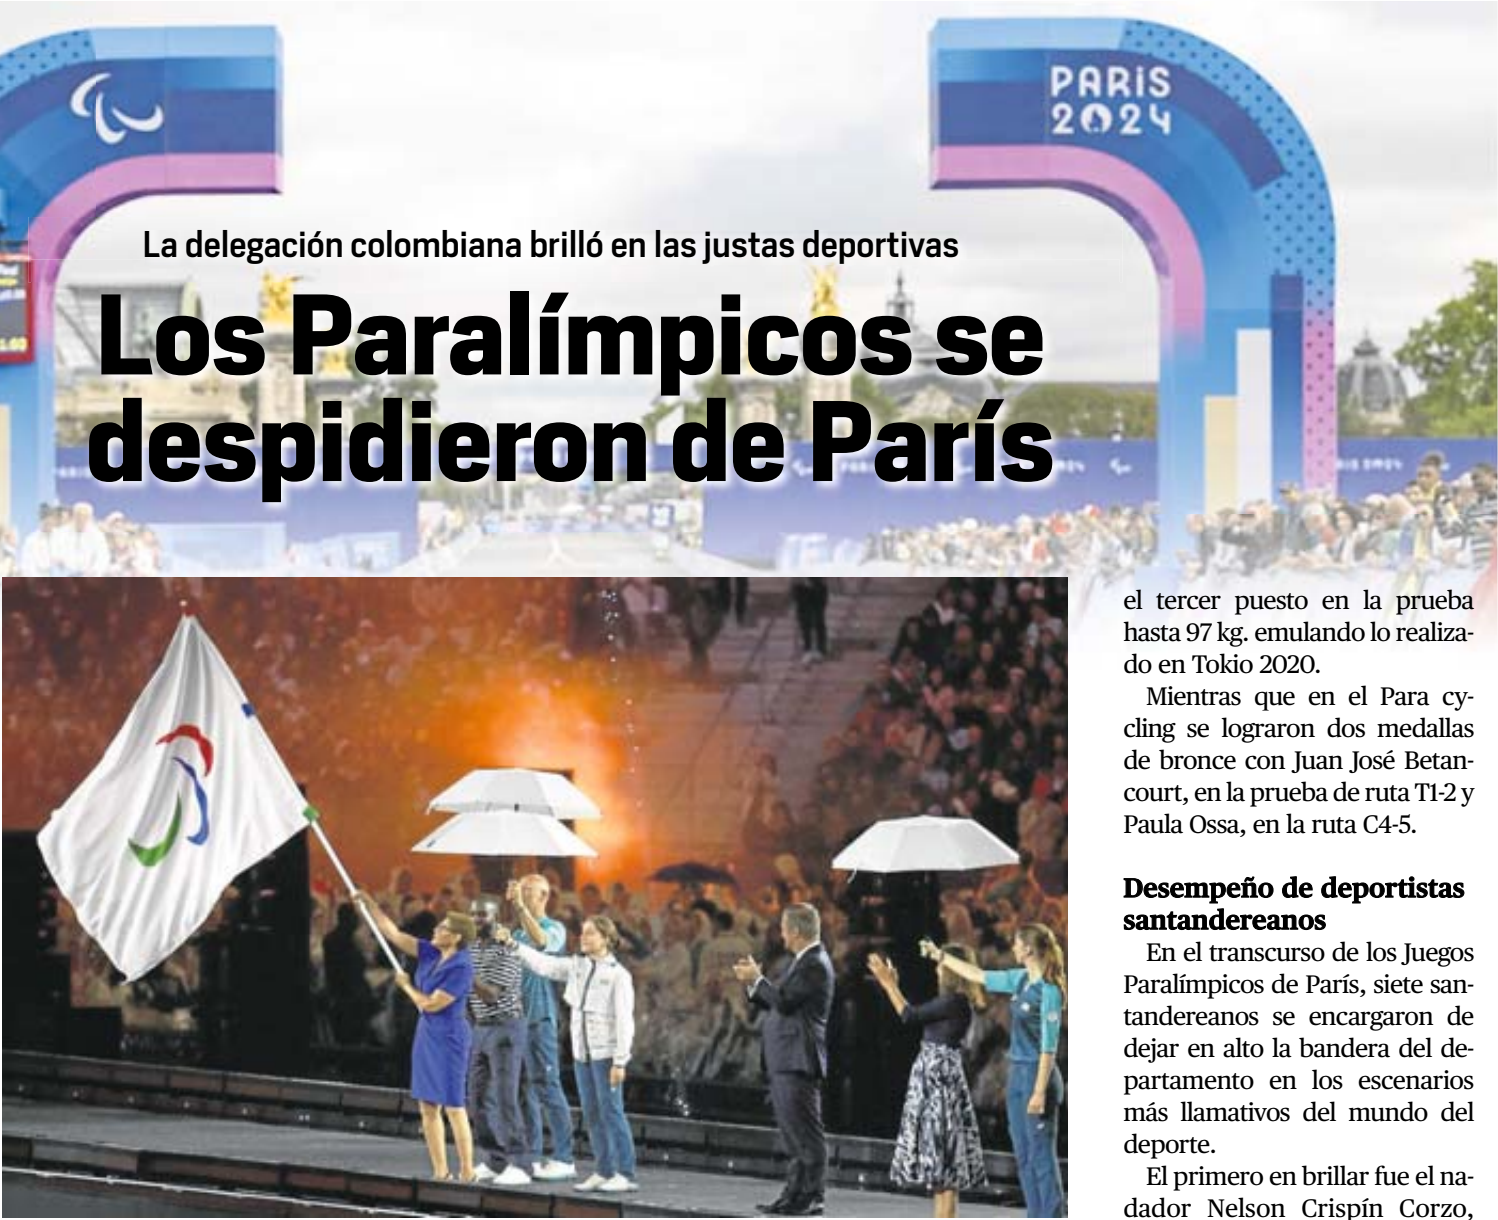 PARIS
2024
La delegación colombiana brilló en las justas deportivas
Los Paralímpicos se
despidieron de París
el tercer puesto en la prueba
hasta 97 kg. emulando lo realiza-
do en Tokio 2020.
Mientras que en el Para cy-
cling se lograron dos medallas
de bronce con Juan José Betan-
court, en la prueba de ruta T1-2 y
Paula Ossa, en la ruta C4-5.
Desempeño de deportistas
santandereanos
En el transcurso de los Juegos
Paralímpicos de París, siete san-
tandereanos se encargaron de
dejar en alto la bandera del de-
partamento en los escenarios
más llamativos del mundo del
deporte.
El primero en brillar fue el na-
dador Nelson Crispín Corzo,